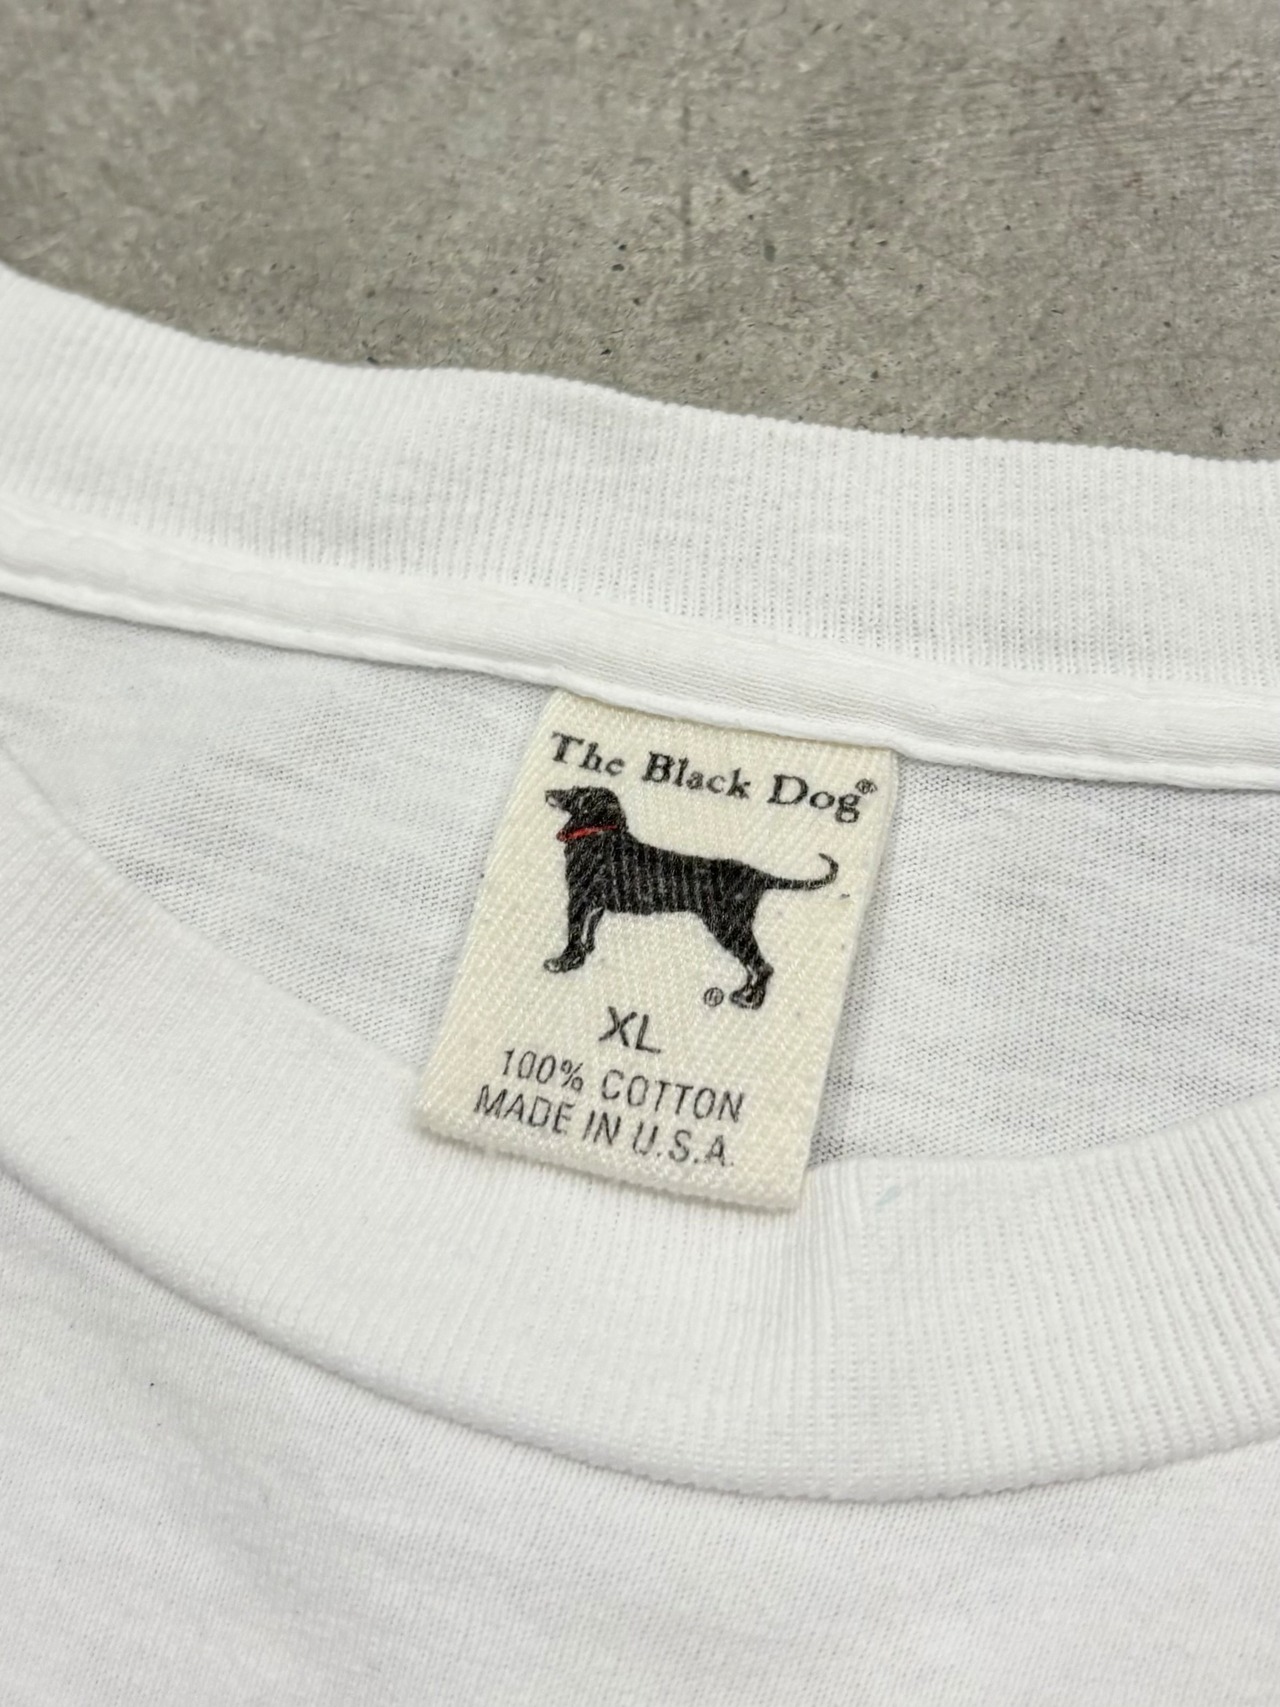 The Black Dog®
®
XL
100% COTTON
MADE IN U.S.A.